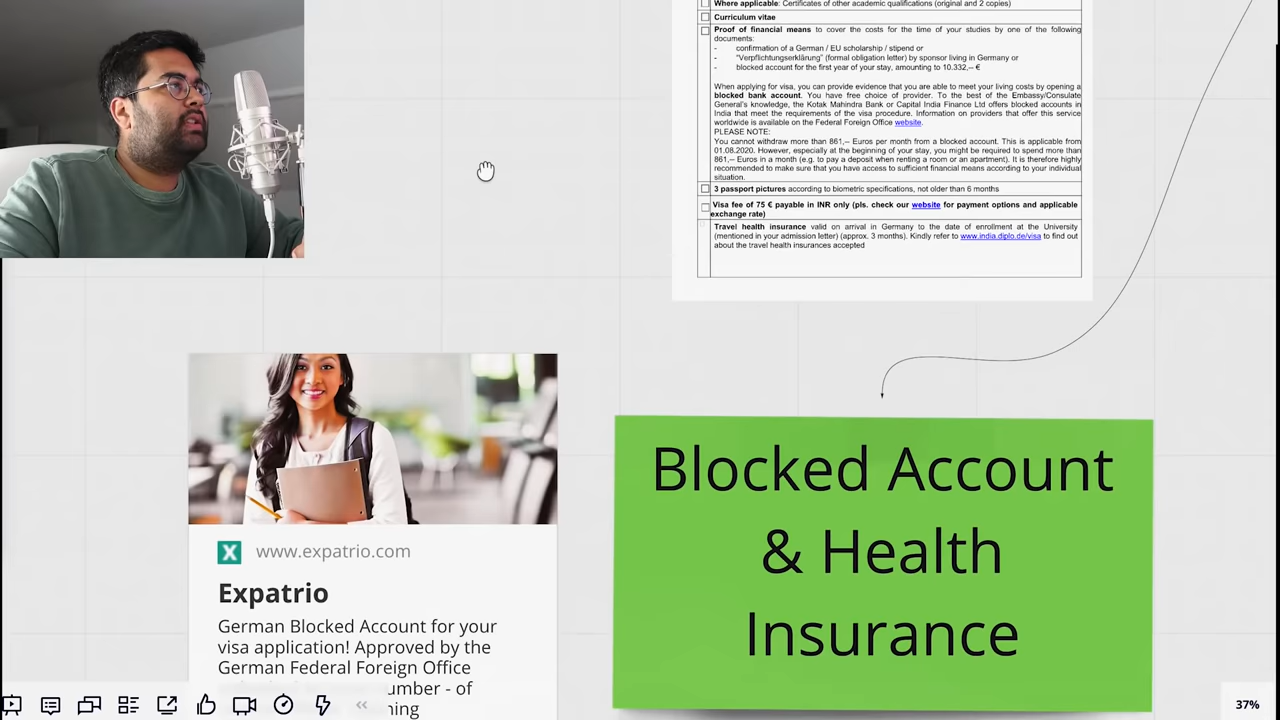 Where applicable: Certificates of other academic qualifications (original and 2 copies)
Curriculum vitae
Proof of financial means to cover the costs for the time of your studies by one of the following
documents:
- confirmation of a German / EU scholarship / stipend or
- "Verpflichtungserklärung" (formal obligation letter) by sponsor living in Germany or
- blocked account for the first year of your stay, amounting to 10.332,-- €
When applying for visa, you can provide evidence that you are able to meet your living costs by opening a
blocked bank account. You have free choice of provider. To the best of the Embassy/Consulate
General's knowledge, the Kotak Mahindra Bank or Capital India Finance Ltd offers blocked accounts in
India that meet the requirements of the visa procedure. Information on providers that offer this service
worldwide is available on the Federal Foreign Office website.
PLEASE NOTE:
You cannot withdraw more than 861,-- Euros per month from a blocked account. This is applicable from
01.08.2020. However, especially at the beginning of your stay, you might be required to spend more than
861,-- Euros in a month (e.g. to pay a deposit when renting a room or an apartment). It is therefore highly
recommended to make sure that you have access to sufficient financial means according to your individual
situation.
3 passport pictures according to biometric specifications, not older than 6 months
Visa fee of 75 € payable in INR only (pls. check our website for payment options and applicable
exchange rate)
Travel health insurance valid on arrival in Germany to the date of enrollment at the University
(mentioned in your admission letter) (approx. 3 months). Kindly refer to www.india.diplo.de/visa to find out
about the travel health insurances accepted
Blocked Account
& Health
Insurance
X www.expatrio.com
Expatrio
German Blocked Account for your
visa application! Approved by the
German Federal Foreign Office
umber - of
ning
37%